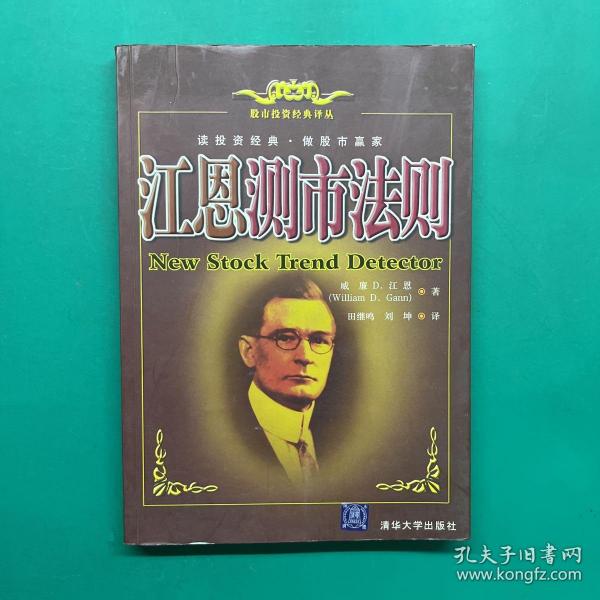 股市投资经典译丛
读投资经典·做股市赢家
江恩测市法则
New Stock Trend Detector
威廉D.江恩
(William D. Gann) 著
田继鸣 刘坤 译
清华大学出版社
孔夫子旧书网
www.kongfz.com